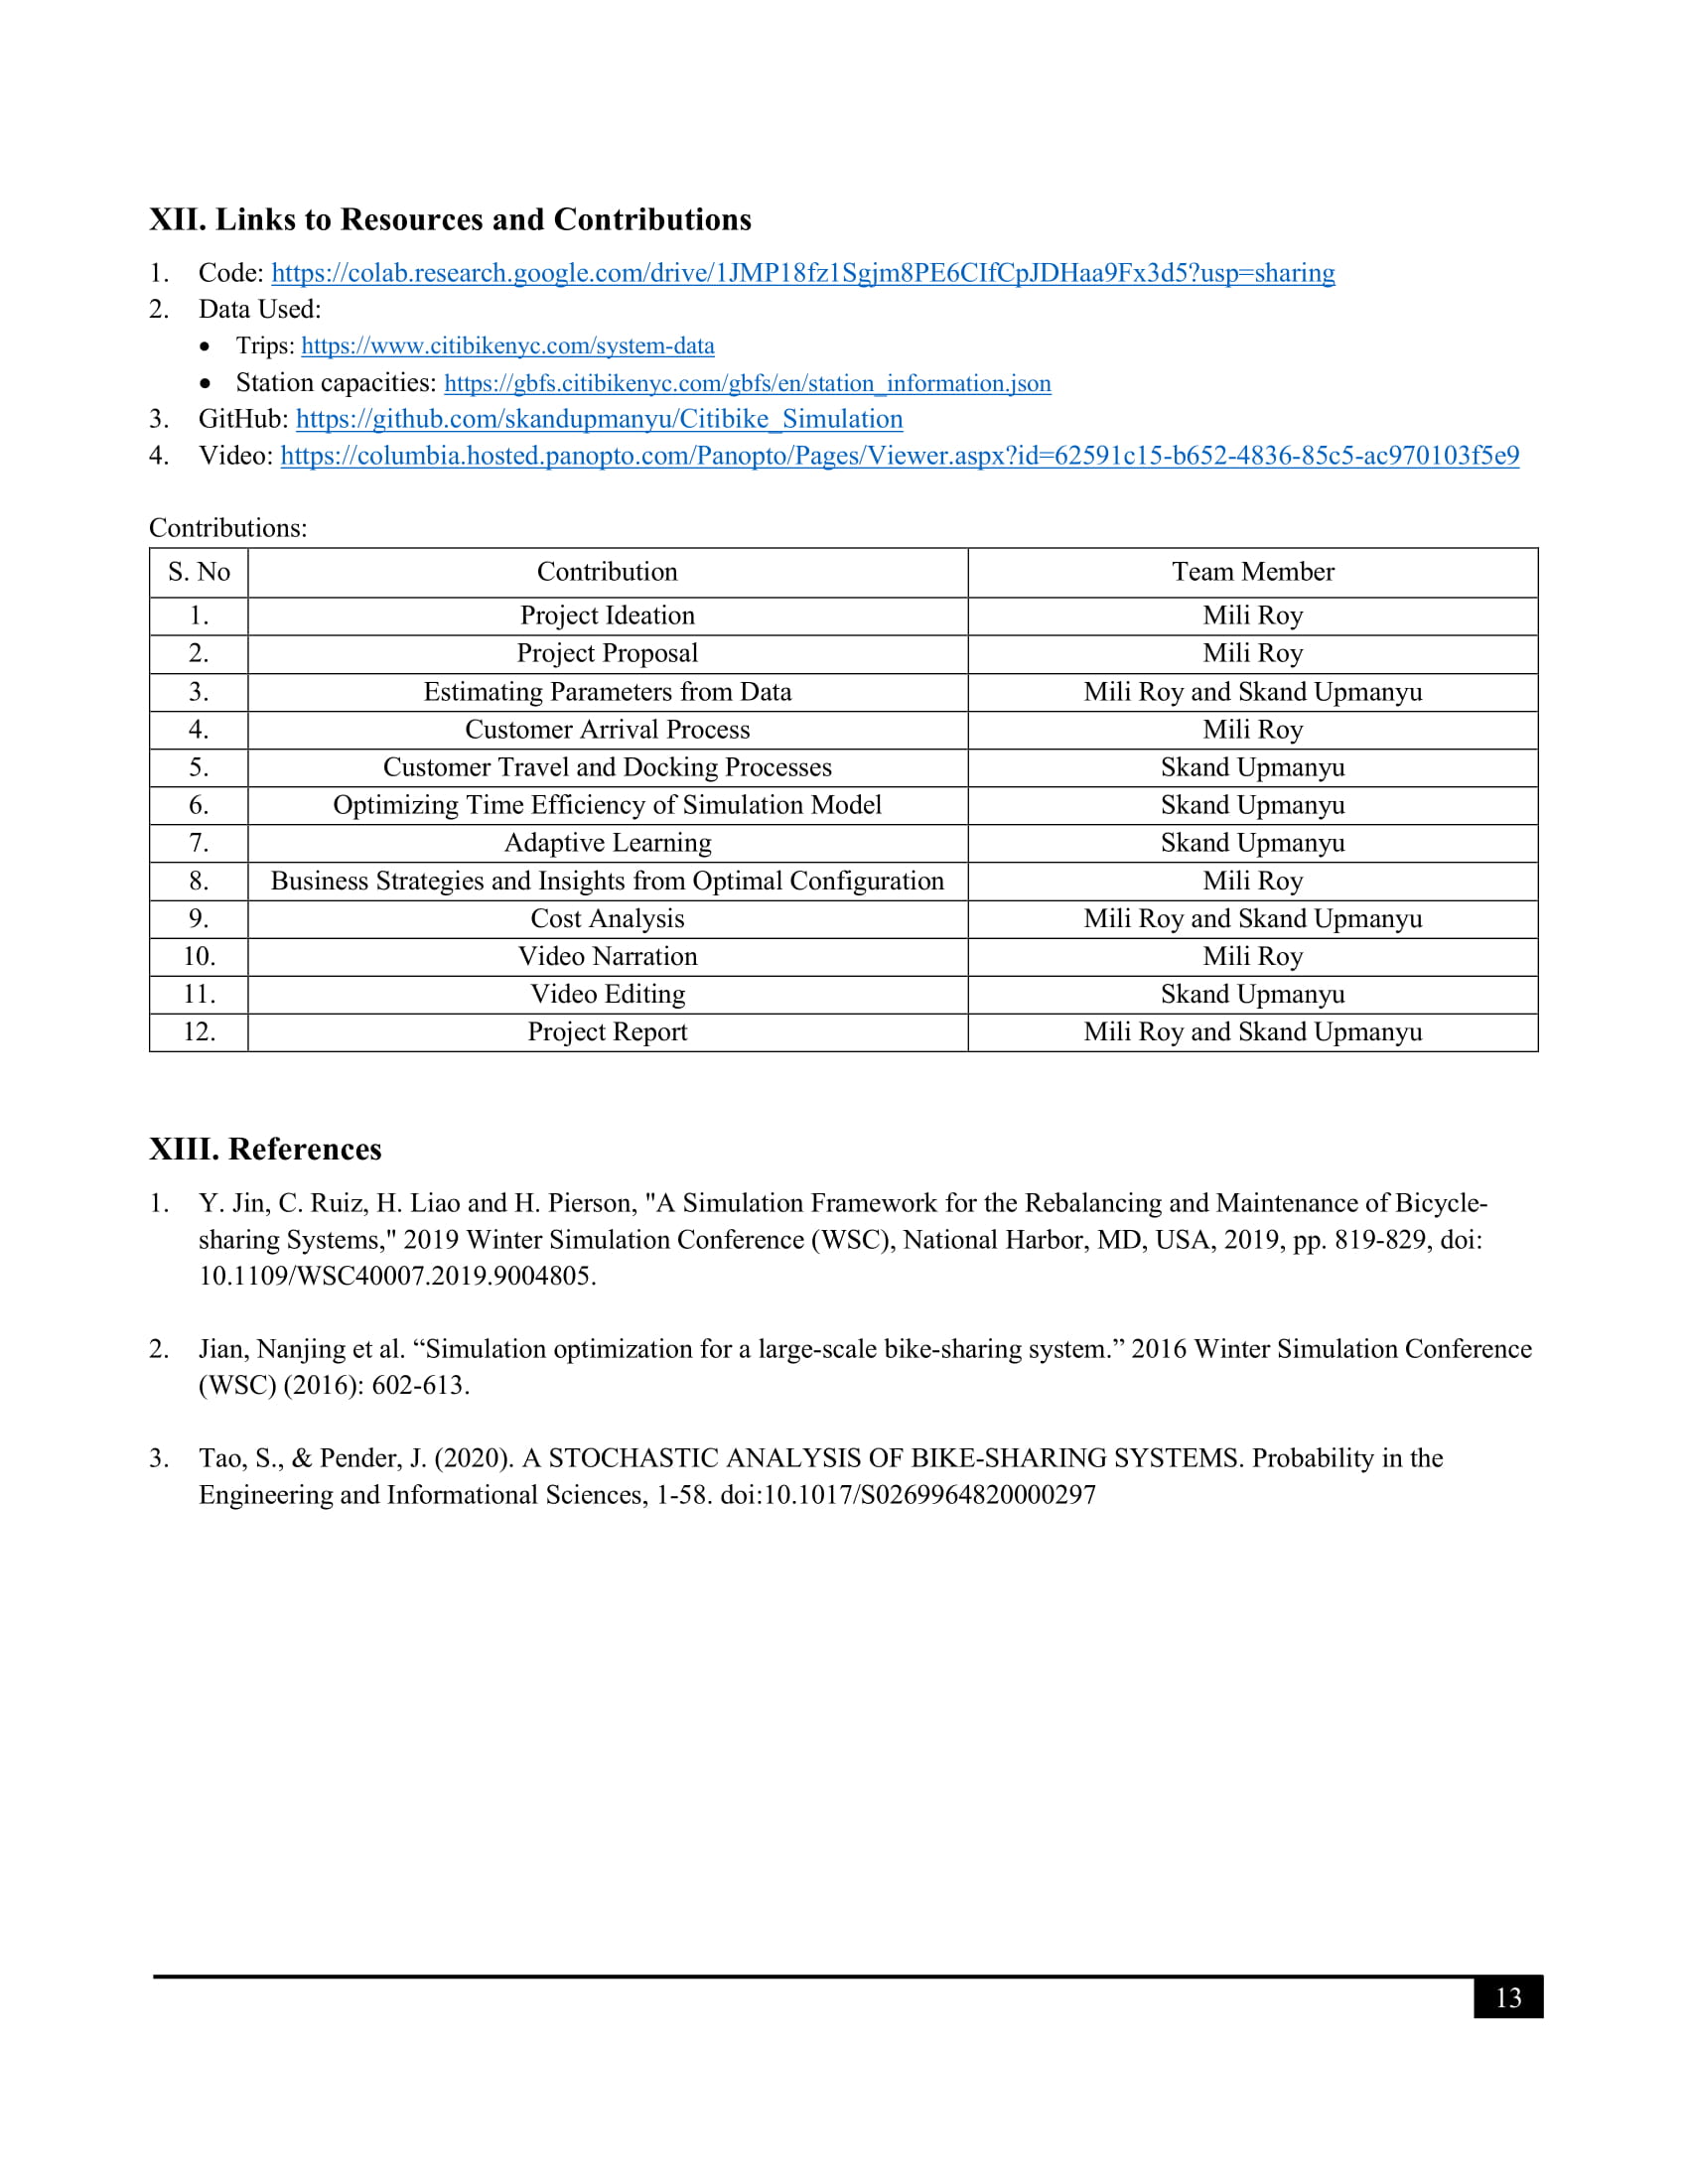 XII. Links to Resources and Contributions
1. Code: https://colab.research.google.com/drive/1JMP18fz1Sgjm8PE6CIfCpJDHaa9Fx3d5?usp=sharing
2. Data Used:
• Trips: https://www.citibikenyc.com/system-data
• Station capacities: https://gbfs.citibikenyc.com/gbfs/en/station_information.json
3. GitHub: https://github.com/skandupmanyu/Citibike_Simulation
4. Video: https://columbia.hosted.panopto.com/Panopto/Pages/Viewer.aspx?id=62591c15-b652-4836-85c5-ac970103f5e9
Contributions:
S. No Contribution Team Member
1. Project Ideation Mili Roy
2. Project Proposal Mili Roy
3. Estimating Parameters from Data Mili Roy and Skand Upmanyu
4. Customer Arrival Process Mili Roy
5. Customer Travel and Docking Processes Skand Upmanyu
6. Optimizing Time Efficiency of Simulation Model Skand Upmanyu
7. Adaptive Learning Skand Upmanyu
8. Business Strategies and Insights from Optimal Configuration Mili Roy
9. Cost Analysis Mili Roy and Skand Upmanyu
10. Video Narration Mili Roy
11. Video Editing Skand Upmanyu
12. Project Report Mili Roy and Skand Upmanyu
XIII. References
1. Y. Jin, C. Ruiz, H. Liao and H. Pierson, "A Simulation Framework for the Rebalancing and Maintenance of Bicycle-
sharing Systems," 2019 Winter Simulation Conference (WSC), National Harbor, MD, USA, 2019, pp. 819-829, doi:
10.1109/WSC40007.2019.9004805.
2. Jian, Nanjing et al. “Simulation optimization for a large-scale bike-sharing system.” 2016 Winter Simulation Conference
(WSC) (2016): 602-613.
3. Tao, S., & Pender, J. (2020). A STOCHASTIC ANALYSIS OF BIKE-SHARING SYSTEMS. Probability in the
Engineering and Informational Sciences, 1-58. doi:10.1017/S0269964820000297
13